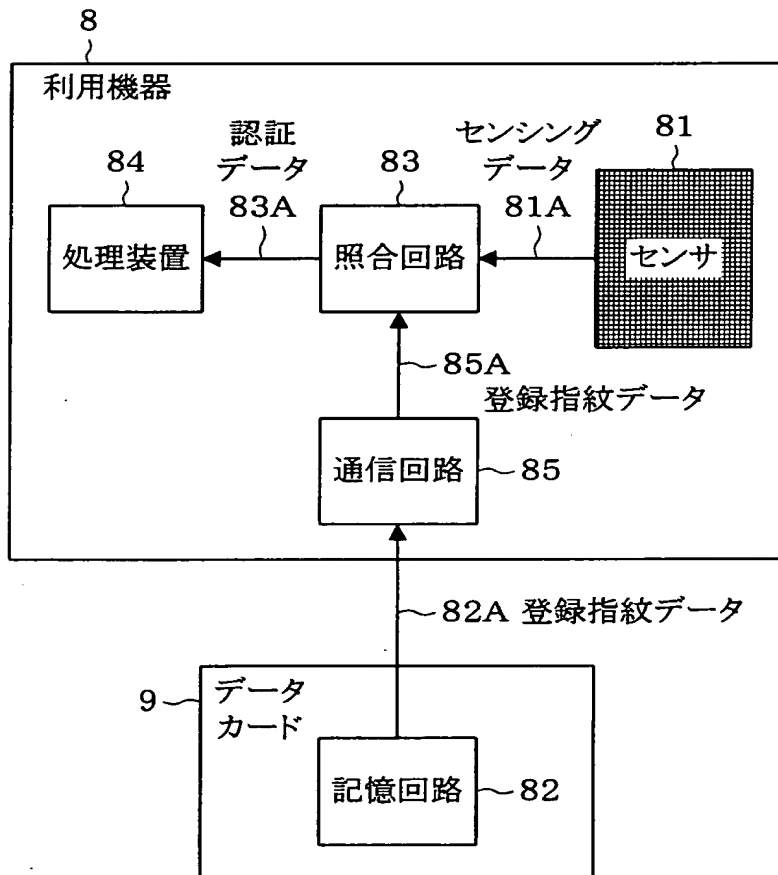 8
利用機器
認証
データ
83A
センシング
データ
81A
81
84
83
処理装置
照合回路
センサ
85A
登録指紋データ
通信回路
85
82A 登録指紋データ
9
データ
カード
記憶回路
82